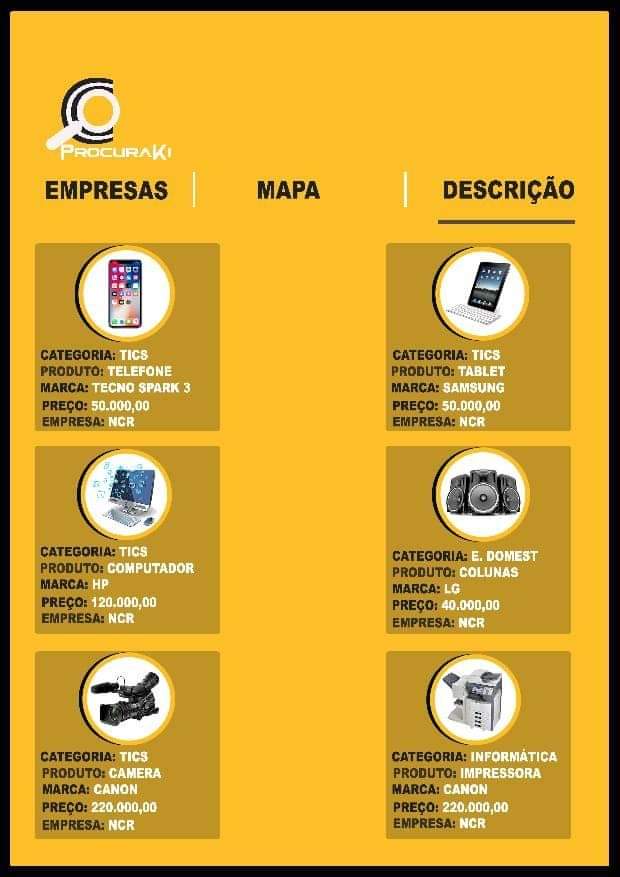 PROCURAKI
EMPRESAS
MAPA
DESCRIÇÃO
CATEGORIA: TICS
PRODUTO: TELEFONE
MARCA: TECNO SPARK 3
PREÇO: 50.000,00
EMPRESA: NCR
CATEGORIA: TICS
PRODUTO: TABLET
MARCA: SAMSUNG
PREÇO: 50.000,00
EMPRESA: NCR
CATEGORIA: TICS
PRODUTO: COMPUTADOR
MARCA: HP
PREÇO: 120.000,00
EMPRESA: NCR
CATEGORIA: E. DOMEST
PRODUTO: COLUNAS
MARCA: LG
PREÇO: 40.000,00
EMPRESA: NCR
CATEGORIA: TICS
PRODUTO: CAMERA
MARCA: CANON
PREÇO: 220.000,00
EMPRESA: NCR
CATEGORIA: INFORMÁTICA
PRODUTO: IMPRESSORA
MARCA: CANON
PREÇO: 220.000,00
EMPRESA: NCR